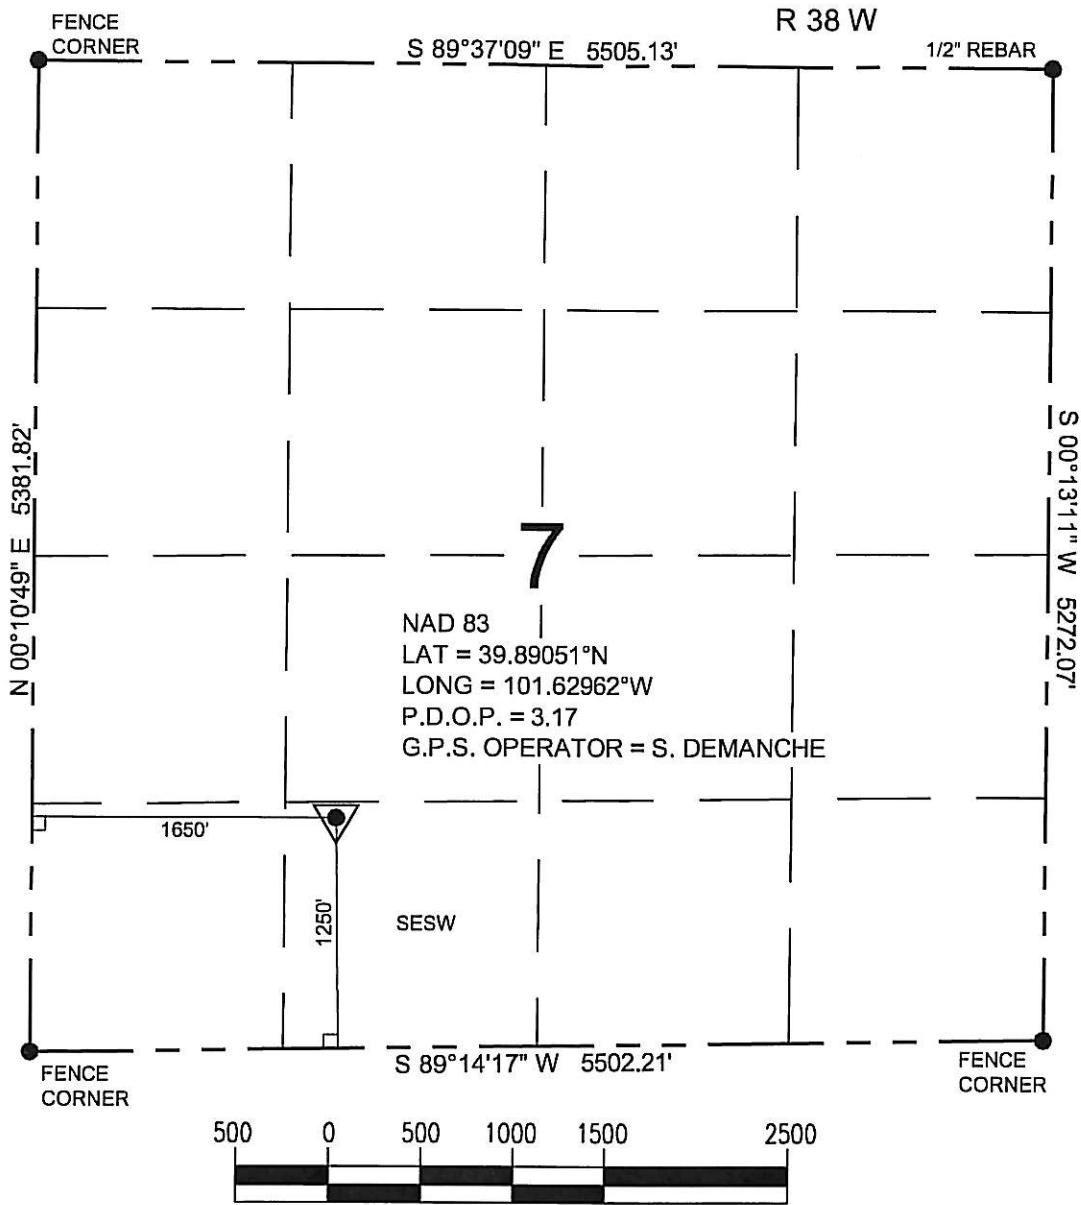 R 38 W
FENCE
CORNER
S 89°37'09" E 5505.13'
1/2" REBAR
N 00°10'49" E 5381.82'
S 00°13'11" W 5272.07'
7
NAD 83
LAT = 39.89051°N
LONG = 101.62962°W
P.D.O.P. = 3.17
G.P.S. OPERATOR = S. DEMANCHE
1650'
1250'
SESW
S 89°14'17" W 5502.21'
FENCE
CORNER
FENCE
CORNER
500 0 500 1000 1500 2500